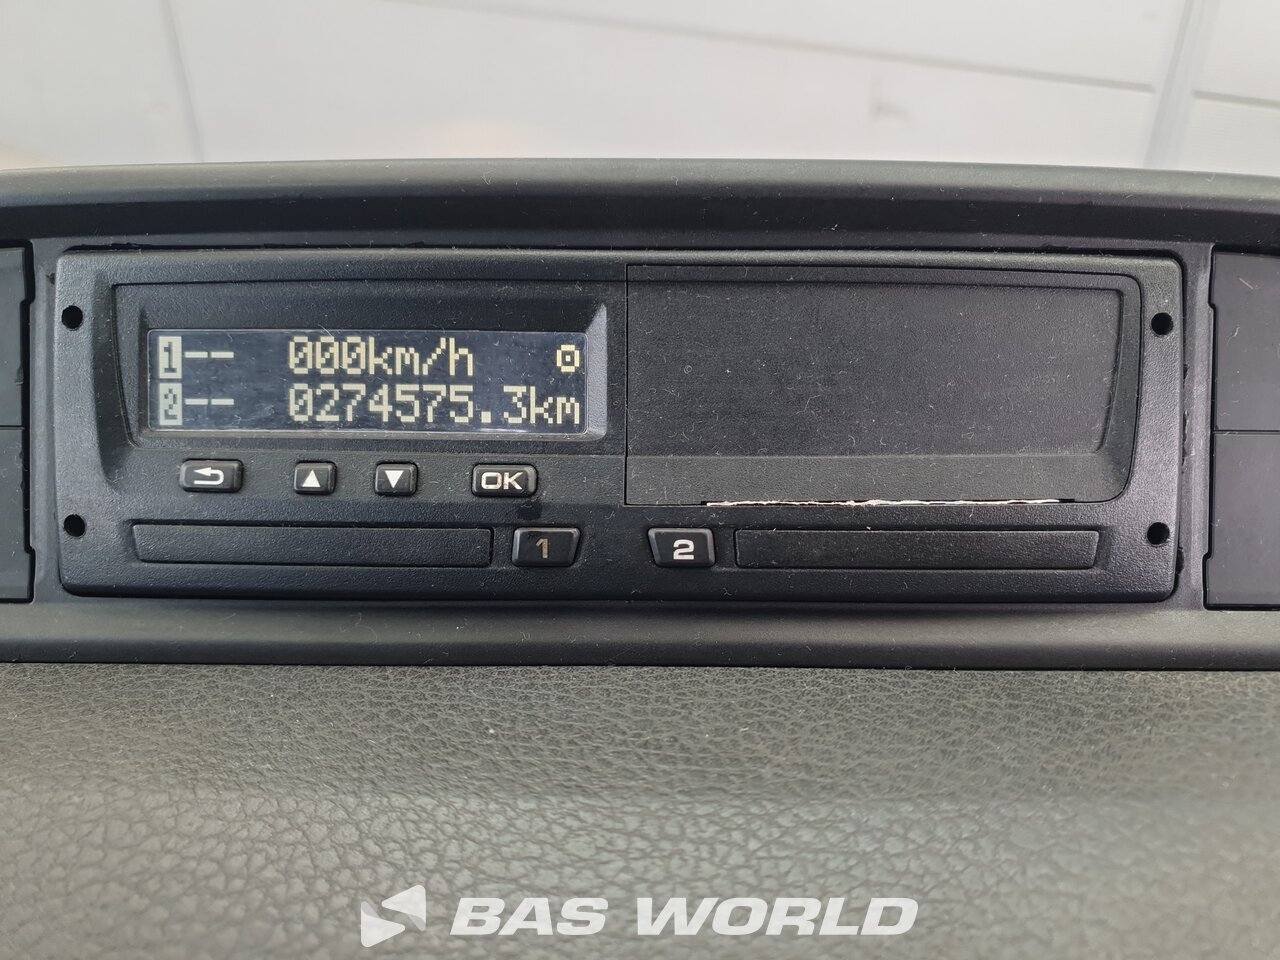 1-- 000km/h
2-- 0274575.3km
OK
1 2
BAS WORLD